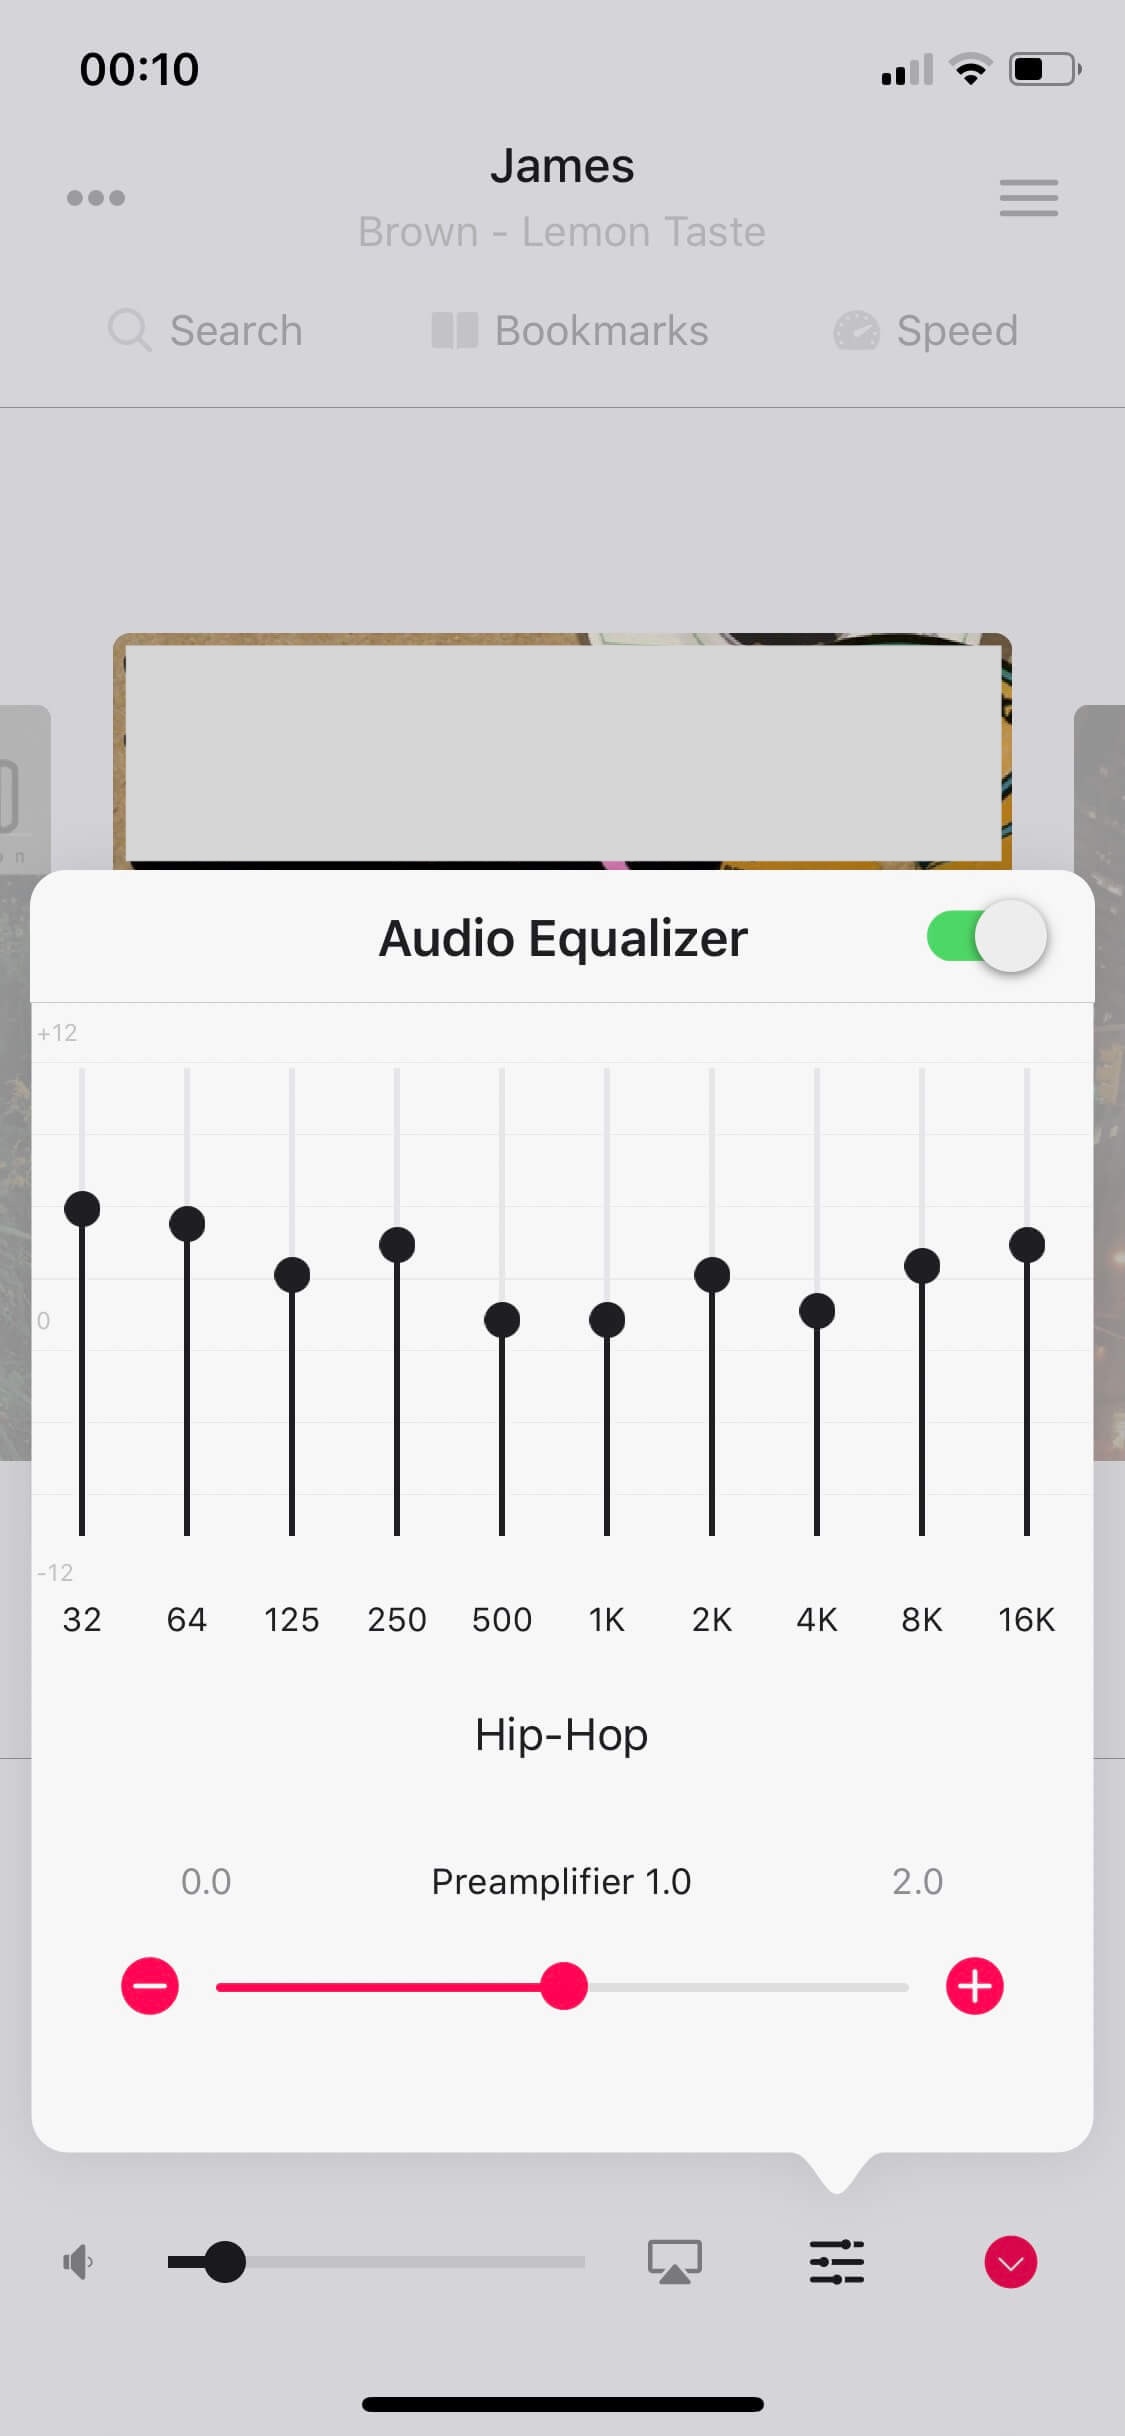 00:10
James
Brown - Lemon Taste
Search Bookmarks Speed
n
Audio Equalizer
+12
0
-12
32 64 125 250 500 1K 2K 4K 8K 16K
Hip-Hop
0.0 Preamplifier 1.0 2.0